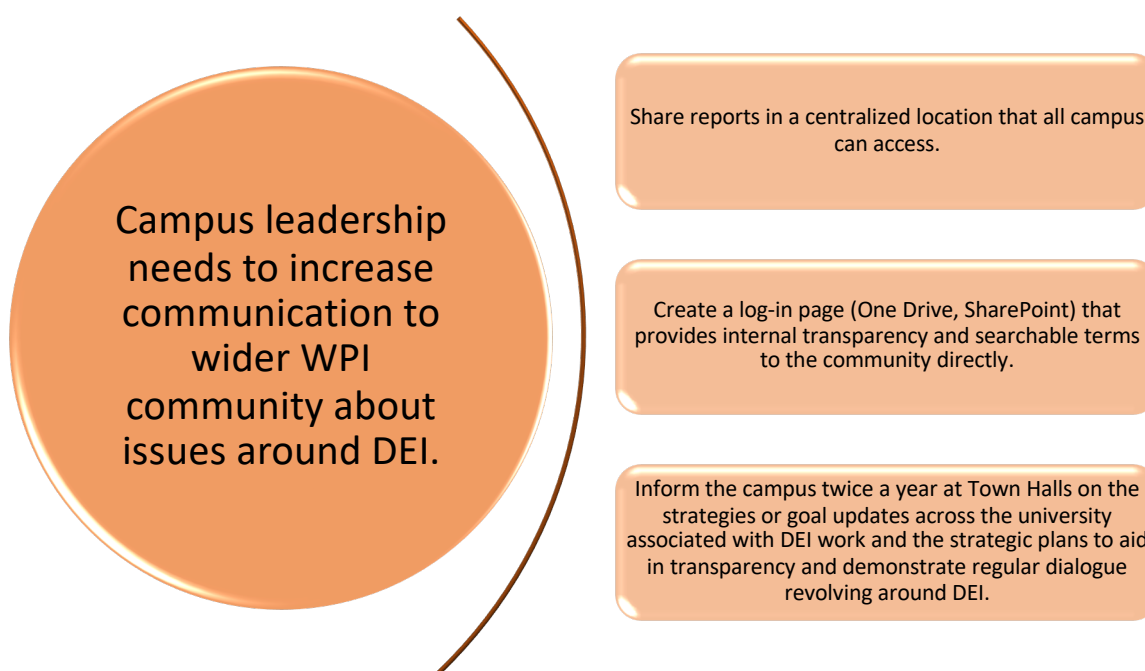 Campus leadership
needs to increase
communication to
wider WPI
community about
issues around DEI.
Share reports in a centralized location that all campus
can access.
Create a log-in page (One Drive, SharePoint) that
provides internal transparency and searchable terms
to the community directly.
Inform the campus twice a year at Town Halls on the
strategies or goal updates across the university
associated with DEI work and the strategic plans to aid
in transparency and demonstrate regular dialogue
revolving around DEI.